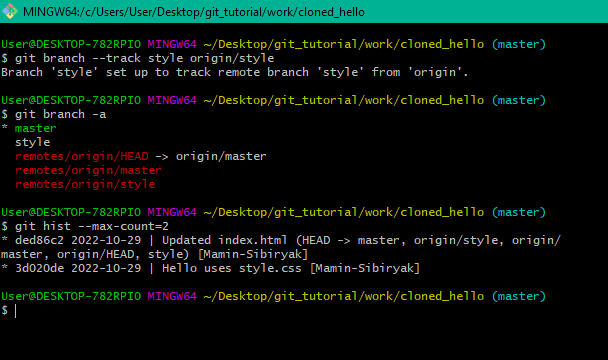 MINGW64:/c/Users/User/Desktop/git_tutorial/work/cloned_hello
User@DESKTOP-782RPIO MINGW64 ~/Desktop/git_tutorial/work/cloned_hello (master)
$ git branch --track style origin/style
Branch 'style' set up to track remote branch 'style' from 'origin'.
User@DESKTOP-782RPIO MINGW64 ~/Desktop/git_tutorial/work/cloned_hello (master)
$ git branch -a
* master
  style
  remotes/origin/HEAD -> origin/master
  remotes/origin/master
  remotes/origin/style
User@DESKTOP-782RPIO MINGW64 ~/Desktop/git_tutorial/work/cloned_hello (master)
$ git hist --max-count=2
* ded86c2 2022-10-29 | Updated index.html (HEAD -> master, origin/style, origin/
master, origin/HEAD, style) [Mamin-Sibiryak]
* 3d020de 2022-10-29 | Hello uses style.css [Mamin-Sibiryak]
User@DESKTOP-782RPIO MINGW64 ~/Desktop/git_tutorial/work/cloned_hello (master)
$